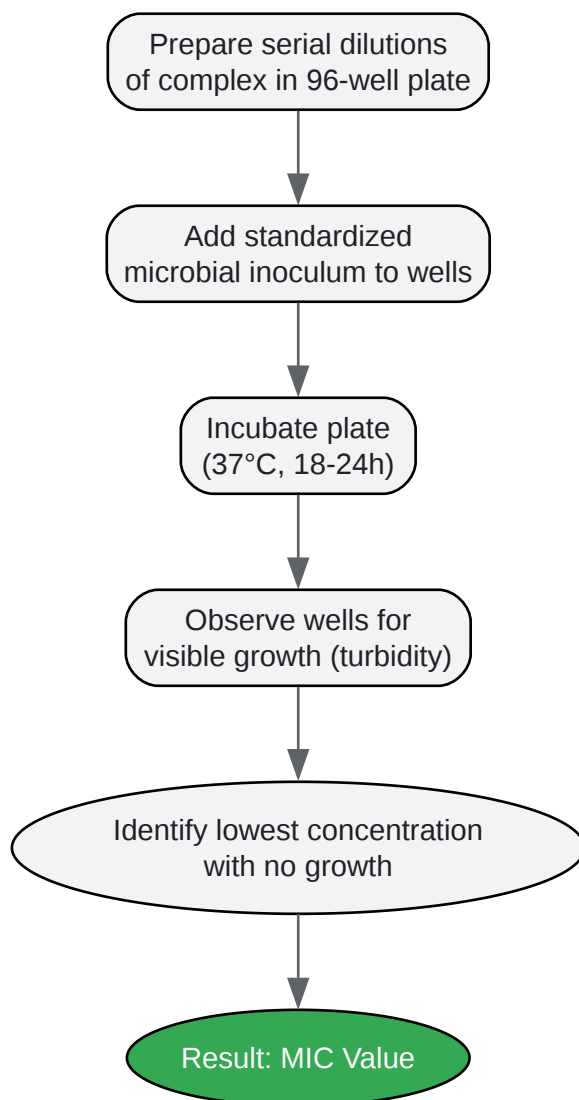 Prepare serial dilutions
of complex in 96-well plate
Add standardized
microbial inoculum to wells
Incubate plate
(37°C, 18-24h)
Observe wells for
visible growth (turbidity)
Identify lowest concentration
with no growth
Result: MIC Value